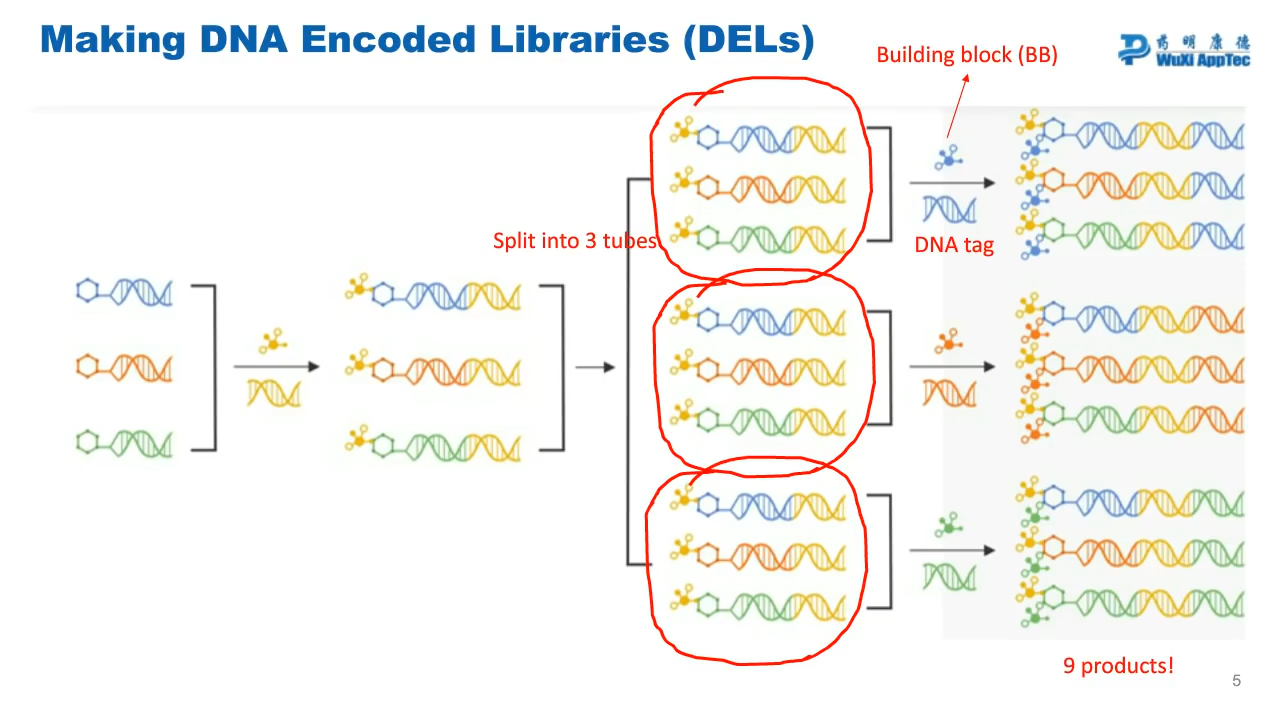 Making DNA Encoded Libraries (DELs)
Building block (BB)
药明康德
WuXi AppTec
Split into 3 tubes
DNA tag
9 products!
5